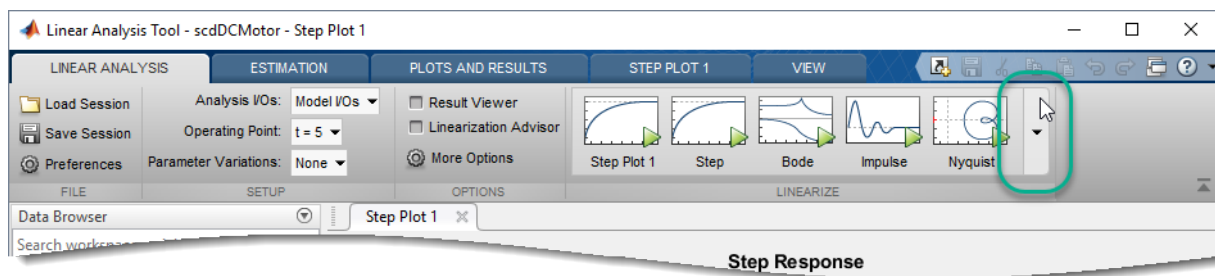 Linear Analysis Tool - scdDCMotor - Step Plot 1
LINEAR ANALYSIS ESTIMATION PLOTS AND RESULTS STEP PLOT 1 VIEW
Load Session
Save Session
Preferences
FILE
Analysis I/Os: Model I/Os
Operating Point: t = 5
Parameter Variations: None
SETUP
Result Viewer
Linearization Advisor
More Options
OPTIONS
Step Plot 1 Step Bode Impulse Nyquist
LINEARIZE
Data Browser
Step Plot 1
Search workspace
Step Response